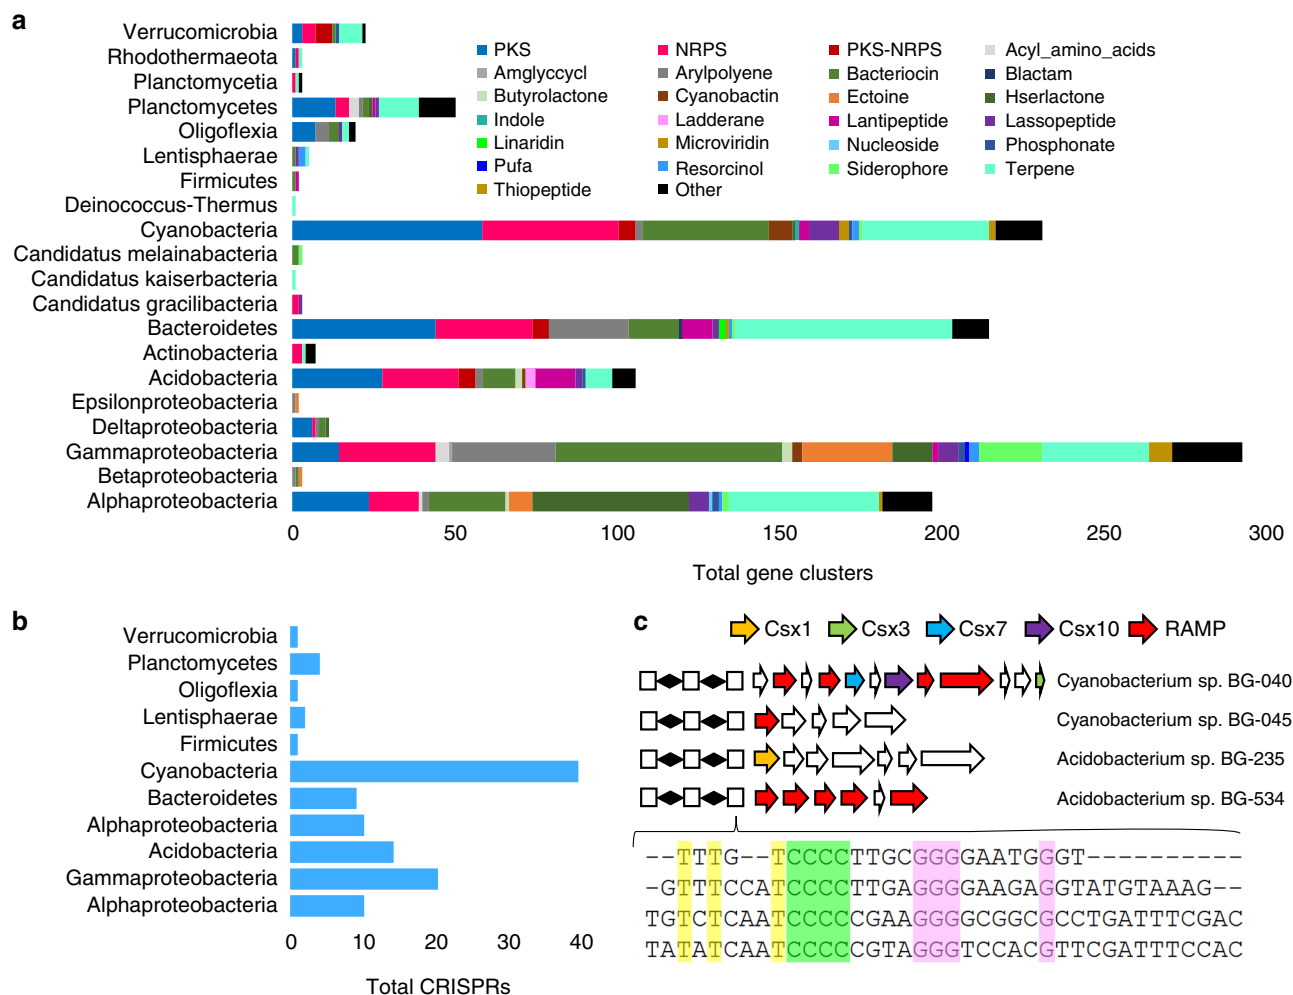 a
Verrucomicrobia
Rhodothermaeota
Planctomycetia
Planctomycetes
Oligoflexia
Lentisphaerae
Firmicutes
Deinococcus-Thermus
Cyanobacteria
Candidatus melainabacteria
Candidatus kaiserbacteria
Candidatus gracilibacteria
Bacteroidetes
Actinobacteria
Acidobacteria
Epsilonproteobacteria
Deltaproteobacteria
Gammaproteobacteria
Betaproteobacteria
Alphaproteobacteria
PKS NRPS PKS-NRPS Acyl_amino_acids
Amglyccycl Arylpolyene Bacteriocin Blactam
Butyrolactone Cyanobactin Ectoine Hserlactone
Indole Ladderane Lantipeptide Lassopeptide
Linaridin Microviridin Nucleoside Phosphonate
Pufa Resorcinol Siderophore Terpene
Thiopeptide Other
0 50 100 150 200 250 300
Total gene clusters
b
Verrucomicrobia
Planctomycetes
Oligoflexia
Lentisphaerae
Firmicutes
Cyanobacteria
Bacteroidetes
Alphaproteobacteria
Acidobacteria
Gammaproteobacteria
Alphaproteobacteria
0 10 20 30 40
Total CRISPRs
c
Csx1 Csx3 Csx7 Csx10 RAMP
Cyanobacterium sp. BG-040
Cyanobacterium sp. BG-045
Acidobacterium sp. BG-235
Acidobacterium sp. BG-534
--TTTG--TCCCCTTGCGGGGAATGGGT----------
-GTTTCCATCCCCTTGAGGGGAAGAGGTATGTAAAG--
TGTCTCAATCCCCCGAAGGGGCGGCGCCTGATTTCGAC
TATATCAATCCCCCGTAGGGTCCACGTTCGATTTCCAC